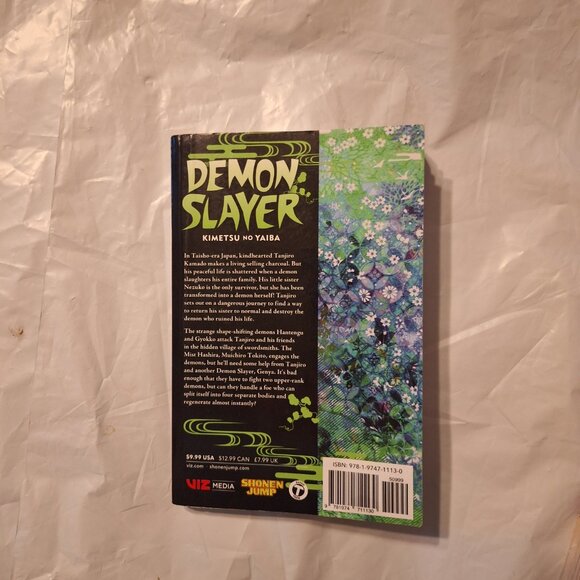 DEMON
SLAYER
KIMETSU NO YAIBA
In Taisho-era Japan, kindhearted Tanjiro
Kamado makes a living selling charcoal. But
his peaceful life is shattered when a demon
slaughters his entire family. His little sister
Nezuko is the only survivor, but she has been
transformed into a demon herself! Tanjiro
sets out on a dangerous journey to find a way
to return his sister to normal and destroy the
demon who ruined his life.
The strange shape-shifting demons Hantengu
and Gyokko attack Tanjiro and his friends
in the hidden village of swordsmiths. The
Mist Hashira, Muichiro Tokito, engages the
demons, but he'll need some help from Tanjiro
and another Demon Slayer, Genya. It's bad
enough that they have to fight two upper-rank
demons, but can they handle a foe who can
split itself into four separate bodies and
regenerate almost instantly?
$9.99 USA $12.99 CAN £7.99 UK
viz.com - shonenjump.com
VIZ MEDIA
SHONEN
JUMP
T
ISBN: 978-1-9747-1113-0
50999
9 781974 711130